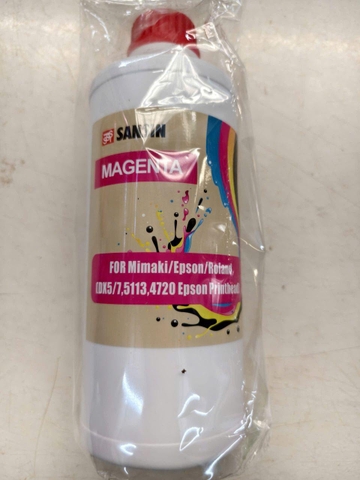 SANYIN
MAGENTA
FOR Mimaki/Epson/Roland
(DX5/7,5113,4720 Epson Printhead)